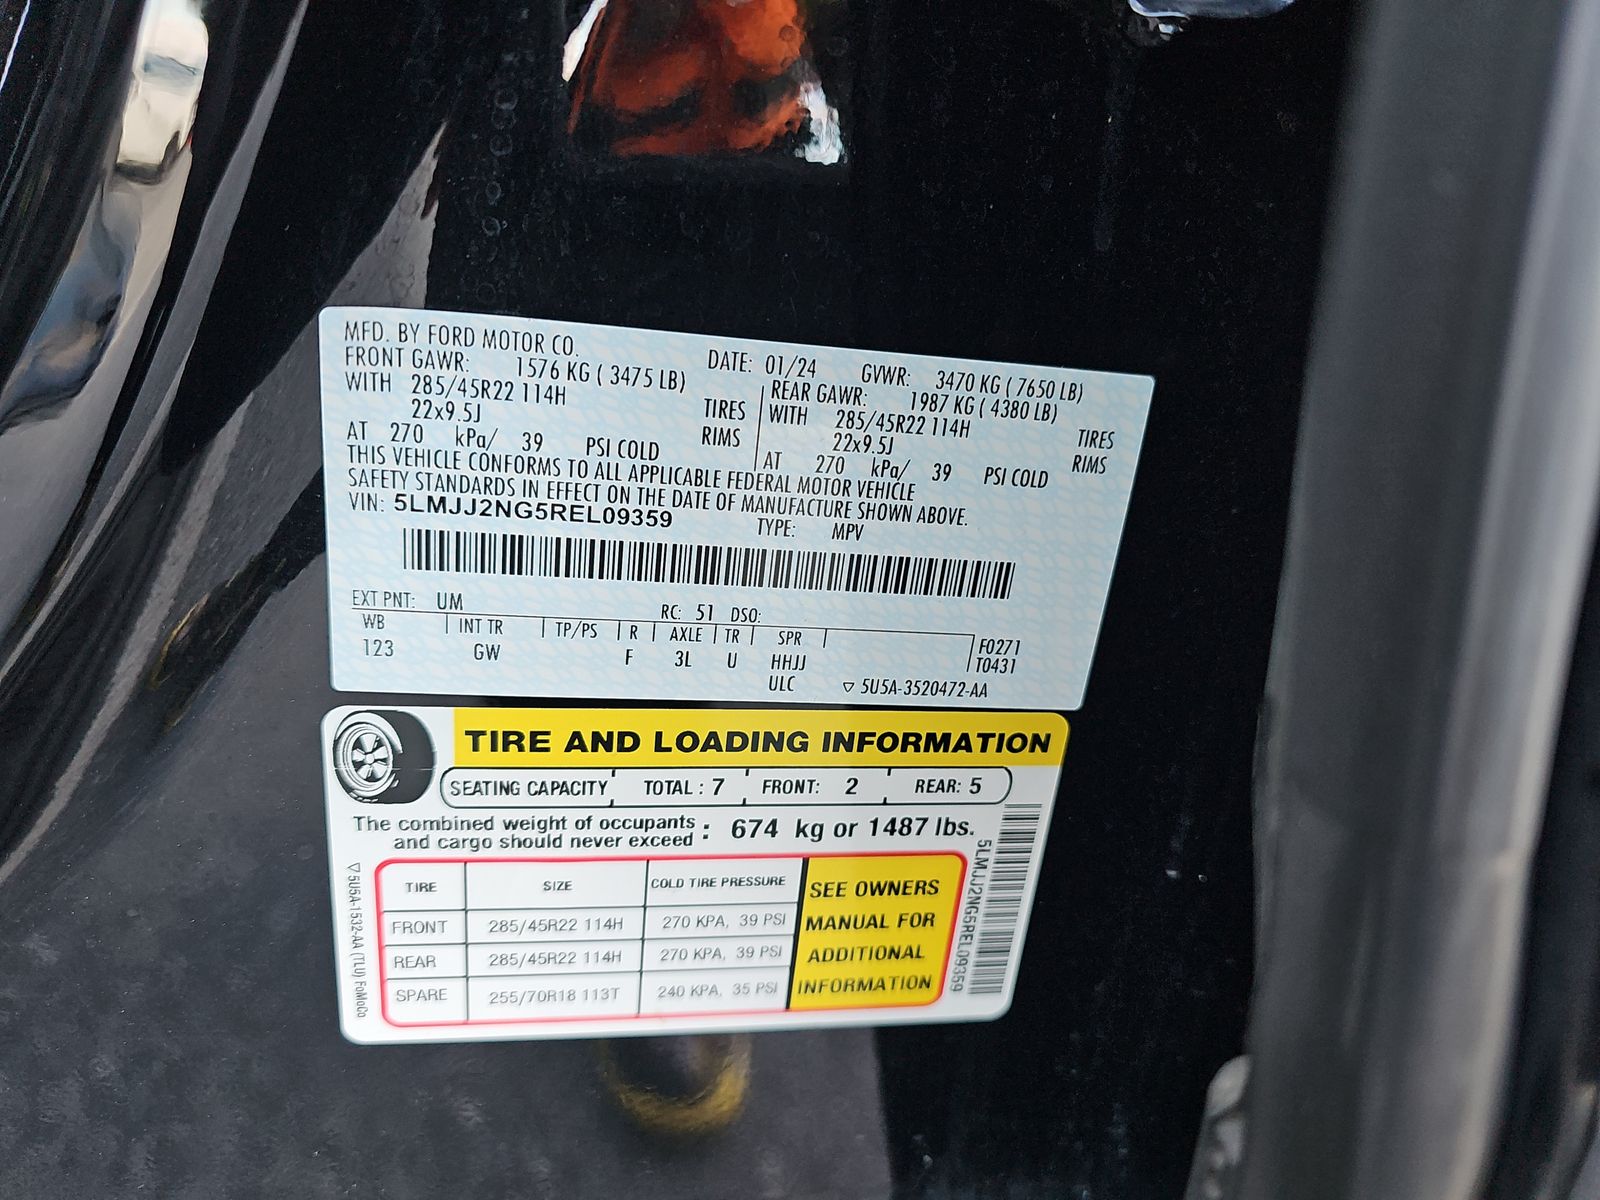 MFD. BY FORD MOTOR CO. DATE: 01/24 GVWR: 3470 KG ( 7650 LB)
FRONT GAWR: 1576 KG ( 3475 LB) REAR GAWR: 1987 KG ( 4380 LB)
WITH 285/45R22 114H TIRES WITH 285/45R22 114H TIRES
22x9.5J RIMS 22x9.5J RIMS
AT 270 kPa/ 39 PSI COLD AT 270 kPa/ 39 PSI COLD
THIS VEHICLE CONFORMS TO ALL APPLICABLE FEDERAL MOTOR VEHICLE
SAFETY STANDARDS IN EFFECT ON THE DATE OF MANUFACTURE SHOWN ABOVE.
VIN: 5LMJJ2NG5REL09359 TYPE: MPV
EXT PNT: UM RC: 51 DSO:
WB INT TR TP/PS R AXLE TR SPR F0271
123 GW F 3L U HHJJ T0431
ULC ▽ 5U5A-3520472-AA
TIRE AND LOADING INFORMATION
SEATING CAPACITY TOTAL : 7 FRONT: 2 REAR: 5
The combined weight of occupants
and cargo should never exceed : 674 kg or 1487 lbs.
TIRE SIZE COLD TIRE PRESSURE
FRONT 285/45R22 114H 270 KPA, 39 PSI
REAR 285/45R22 114H 270 KPA, 39 PSI
SPARE 255/70R18 113T 240 KPA, 35 PSI
SEE OWNERS
MANUAL FOR
ADDITIONAL
INFORMATION
▽ 5U5A-1532-AA (TLU) FoMoCo
5LMJJ2NG5REL09359